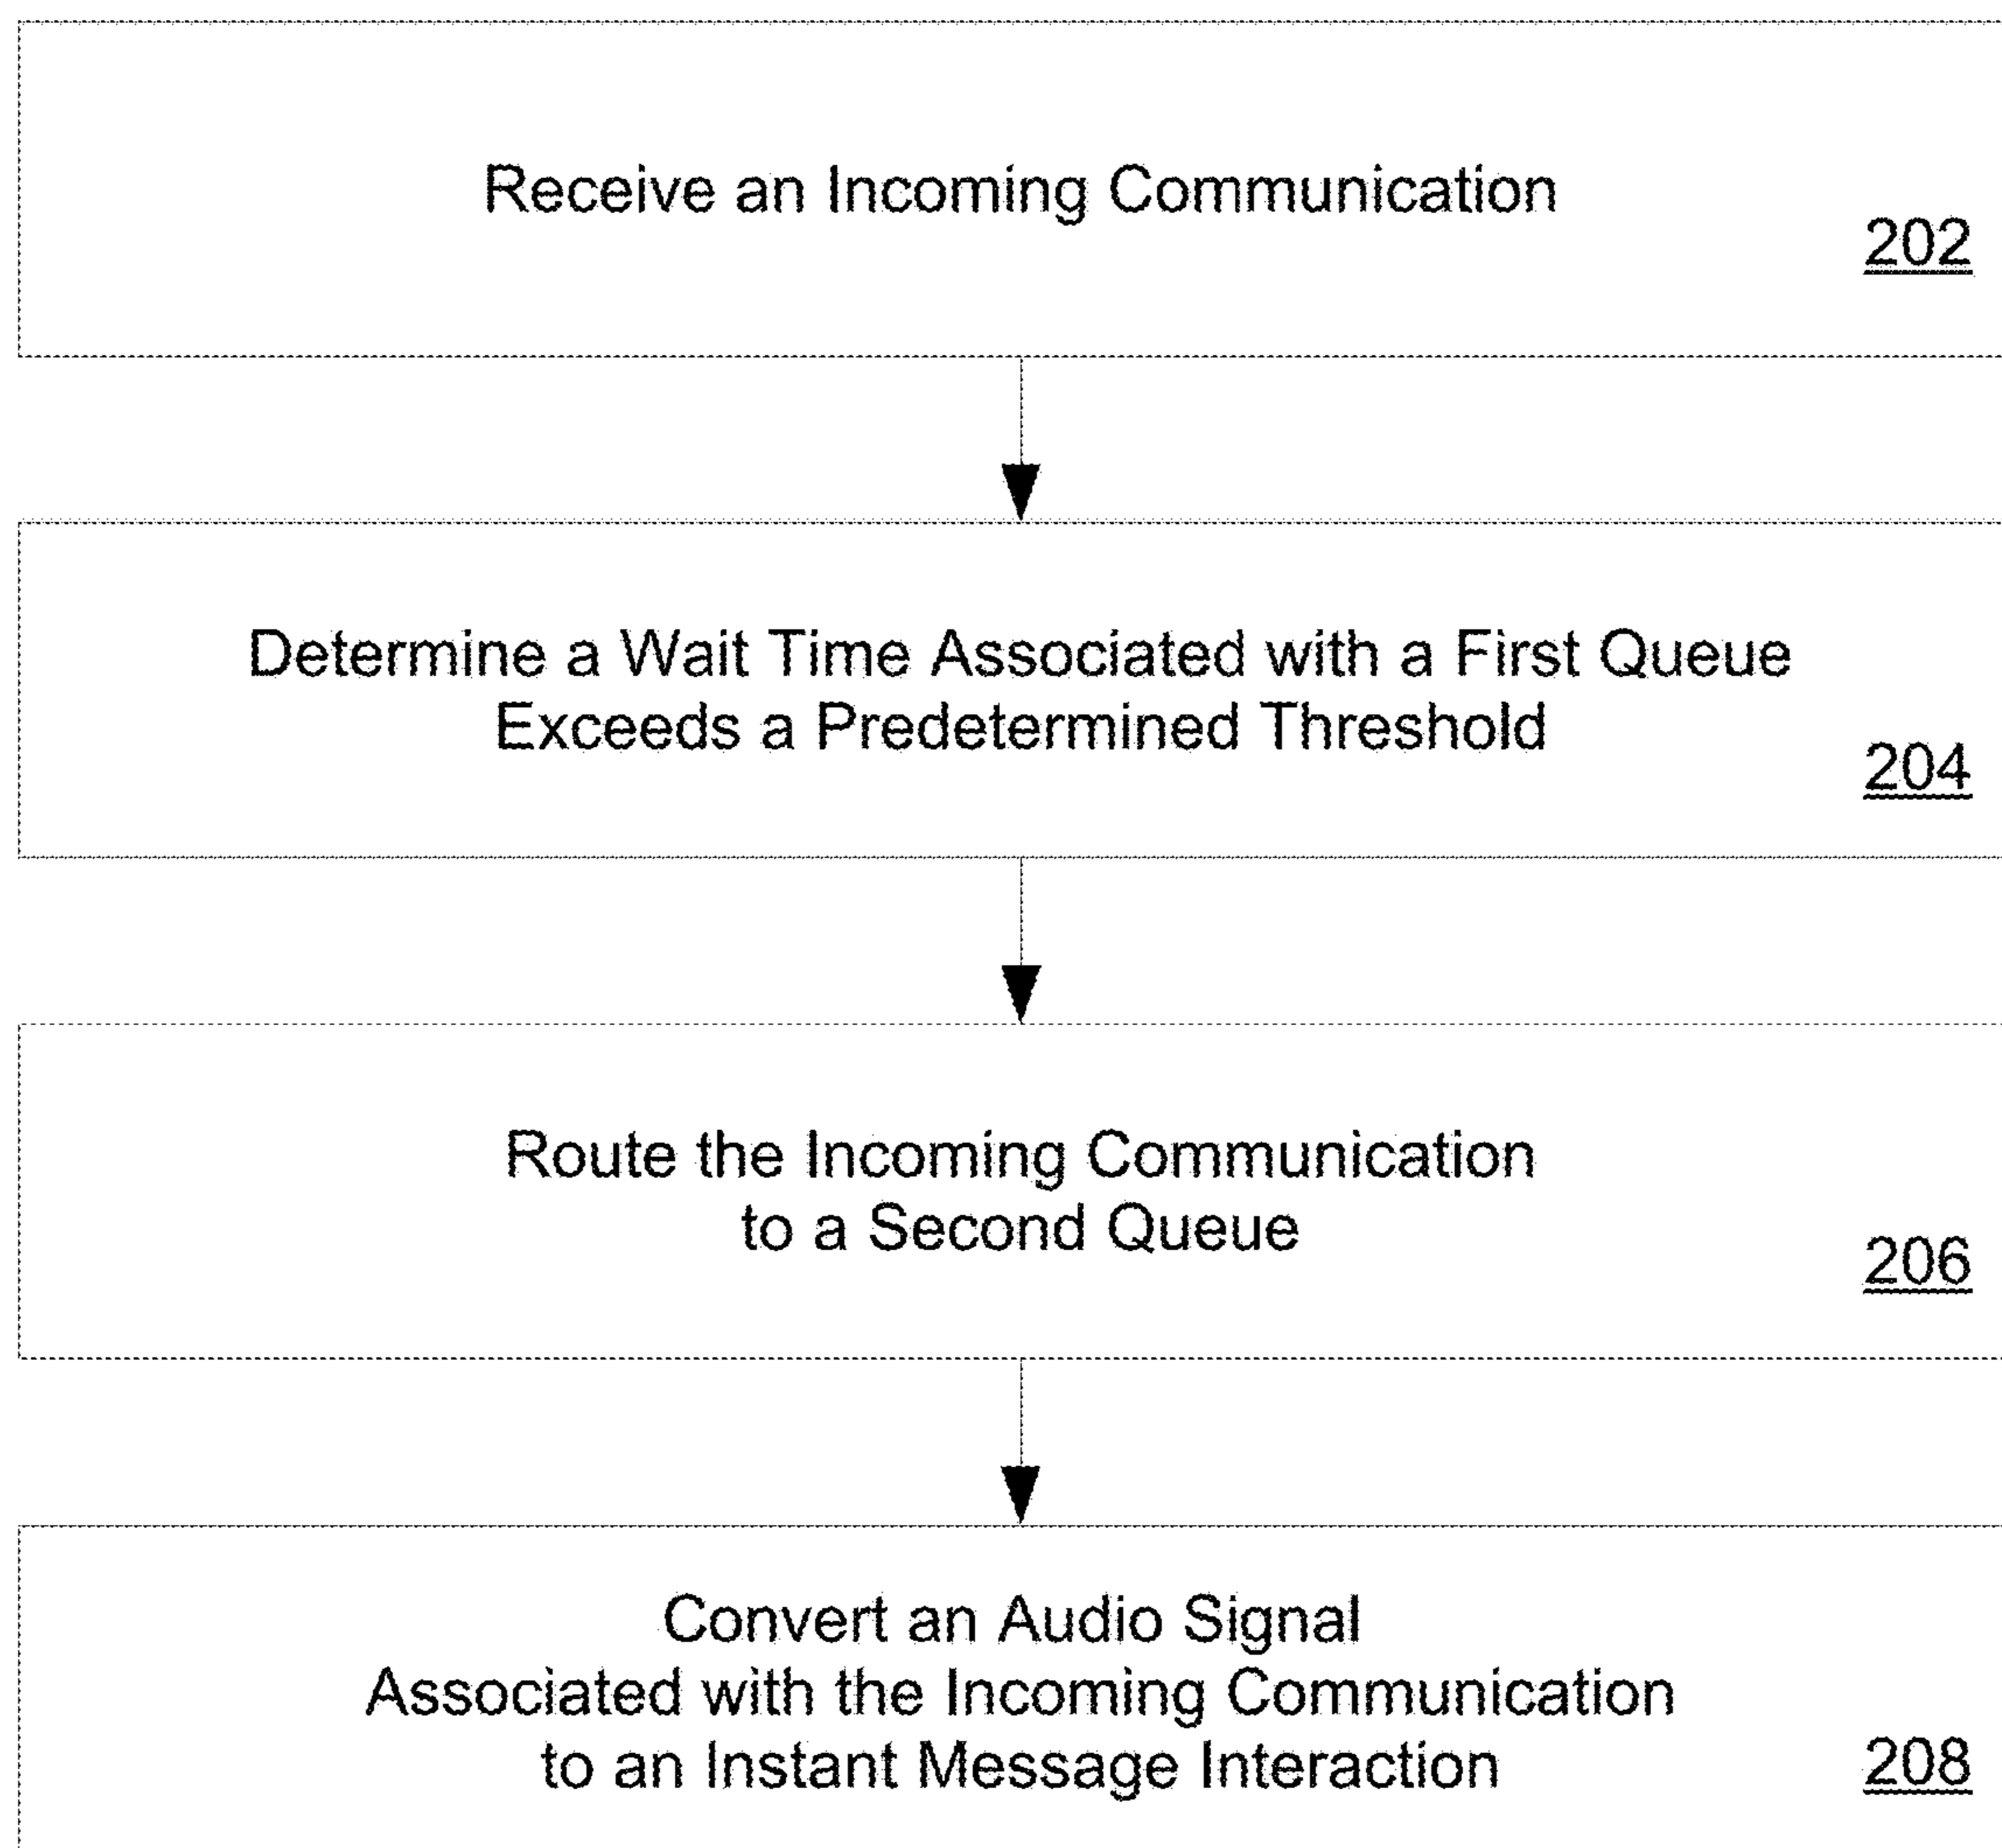 Receive an Incoming Communication
202
Determine a Wait Time Associated with a First Queue
Exceeds a Predetermined Threshold
204
Route the Incoming Communication
to a Second Queue
206
Convert an Audio Signal
Associated with the Incoming Communication
to an Instant Message Interaction
208